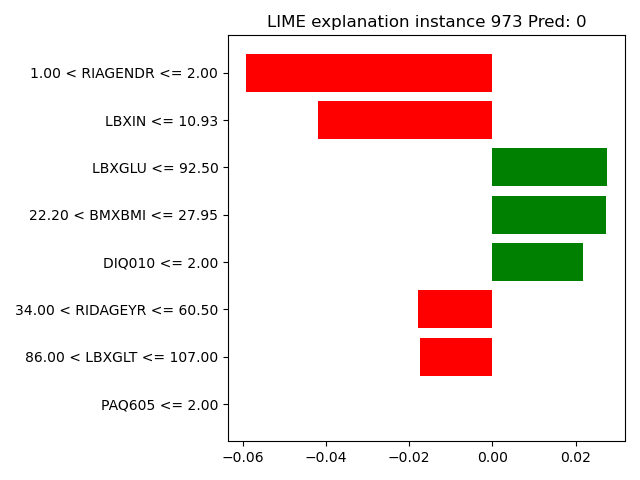 LIME explanation instance 973 Pred: 0
1.00 < RIAGENDR <= 2.00
LBXIN <= 10.93
LBXGLU <= 92.50
22.20 < BMXBMI <= 27.95
DIQ010 <= 2.00
34.00 < RIDAGEYR <= 60.50
86.00 < LBXGLT <= 107.00
PAQ605 <= 2.00
−0.06 −0.04 −0.02 0.00 0.02